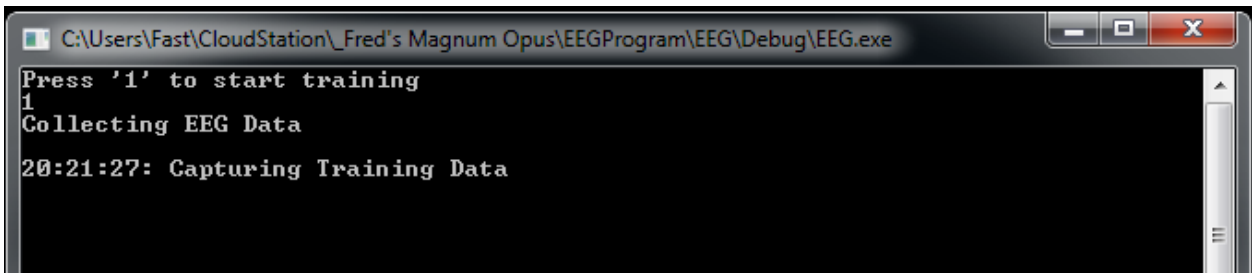 C:\Users\Fast\CloudStation\_Fred's Magnum Opus\EEGProgram\EEG\Debug\EEG.exe
Press '1' to start training
1
Collecting EEG Data
20:21:27: Capturing Training Data